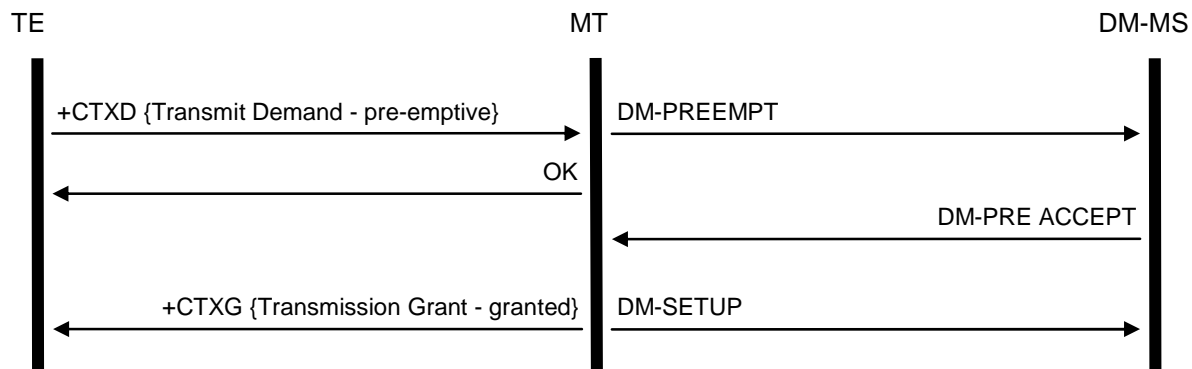 TE
MT
DM-MS
+CTXD {Transmit Demand - pre-emptive}
DM-PREEMPT
OK
DM-PRE ACCEPT
+CTXG {Transmission Grant - granted}
DM-SETUP